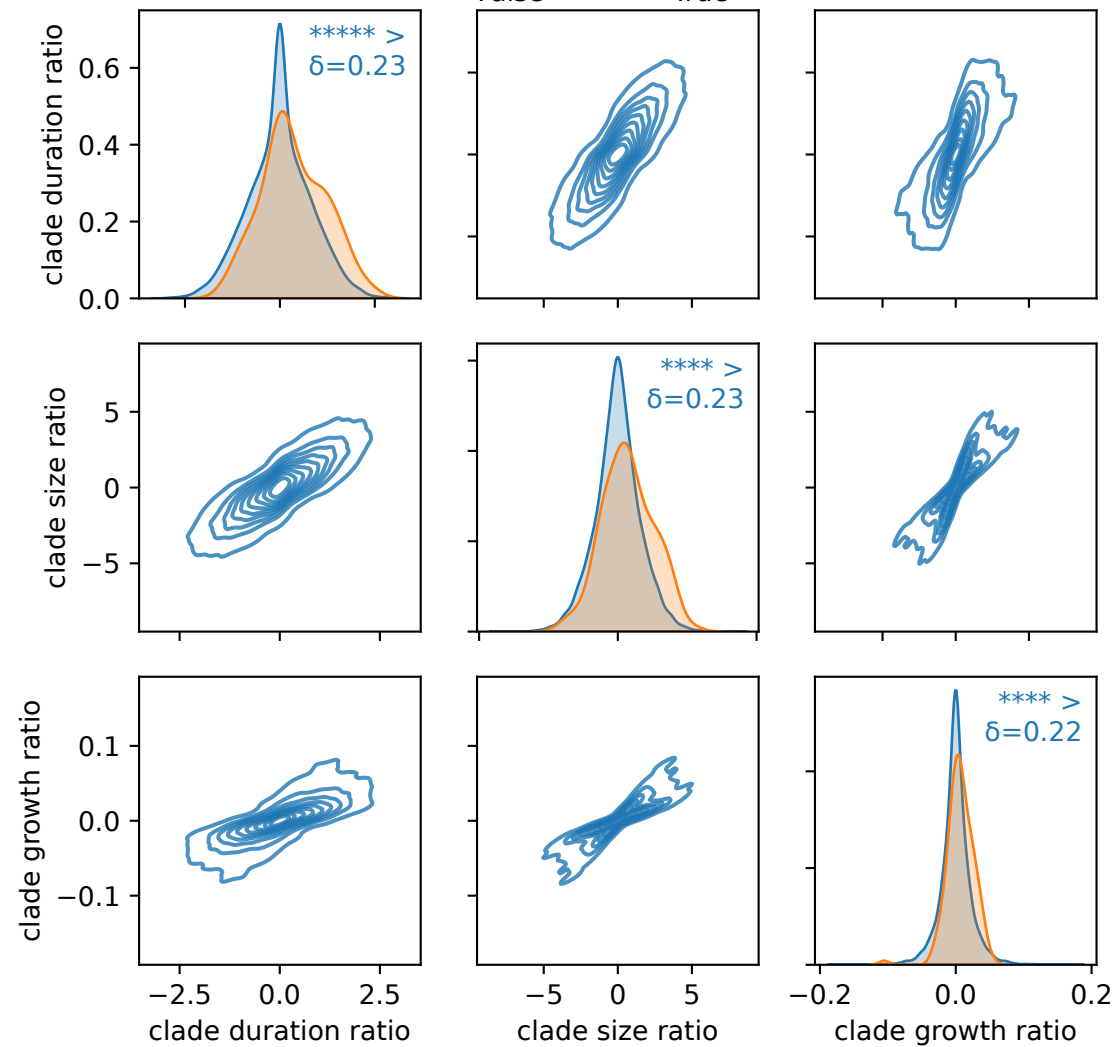 clade duration ratio
0.6
0.4
0.2
0.0
***** >
δ=0.23
clade size ratio
5
0
−5
**** >
δ=0.23
clade growth ratio
0.1
0.0
−0.1
**** >
δ=0.22
−2.5 0.0 2.5
−5 0 5
−0.2 0.0 0.2
clade duration ratio
clade size ratio
clade growth ratio